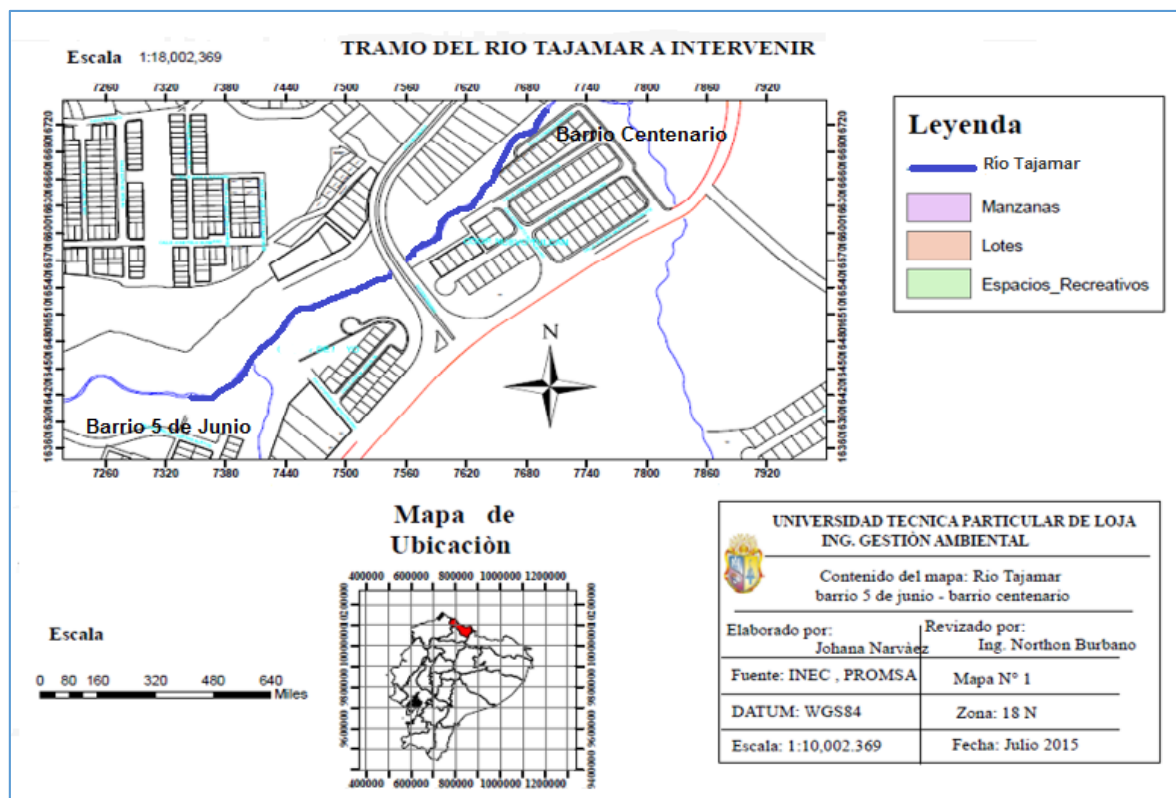 TRAMO DEL RIO TAJAMAR A INTERVENIR
Escala 1:18,002,369
7260 7320 7380 7440 7500 7560 7620 7680 7740 7800 7860 7920
Barrio Centenario
Barrio 5 de Junio
N
7260 7320 7380 7440 7500 7560 7620 7680 7740 7800 7860 7920
Leyenda
Río Tajamar
Manzanas
Lotes
Espacios_Recreativos
Mapa de
Ubicaciòn
400000 600000 800000 1000000 1200000
400000 600000 800000 1000000 1200000
Escala
0 80 160 320 480 640
Miles
UNIVERSIDAD TECNICA PARTICULAR DE LOJA
ING. GESTIÒN AMBIENTAL
Contenido del mapa: Rio Tajamar
barrio 5 de junio - barrio centenario
Elaborado por:
Johana Narvàez
Revizado por:
Ing. Northon Burbano
Fuente: INEC , PROMSA
Mapa N° 1
DATUM: WGS84
Zona: 18 N
Escala: 1:10,002.369
Fecha: Julio 2015